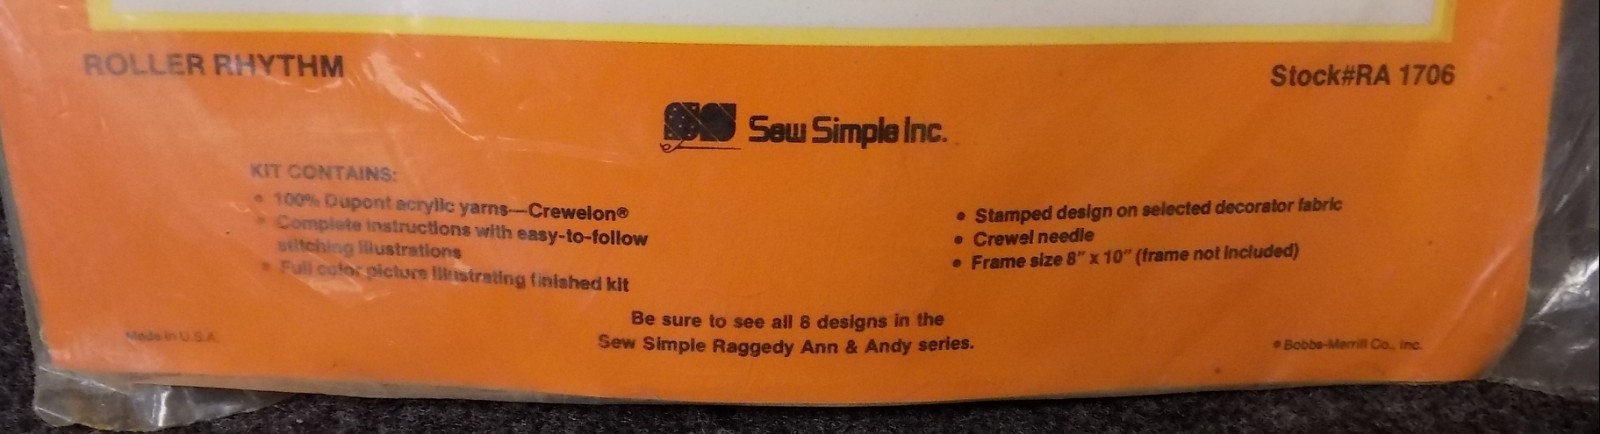 ROLLER RHYTHM
Stock#RA 1706
Sew Simple Inc.
KIT CONTAINS:
• 100% Dupont acrylic yarns—Crewelon®
• Complete instructions with easy-to-follow
stitching illustrations
• Full color picture illustrating finished kit
• Stamped design on selected decorator fabric
• Crewel needle
• Frame size 8" x 10" (frame not included)
Be sure to see all 8 designs in the
Sew Simple Raggedy Ann & Andy series.
Made in U.S.A.
© Bobbs-Merrill Co., Inc.